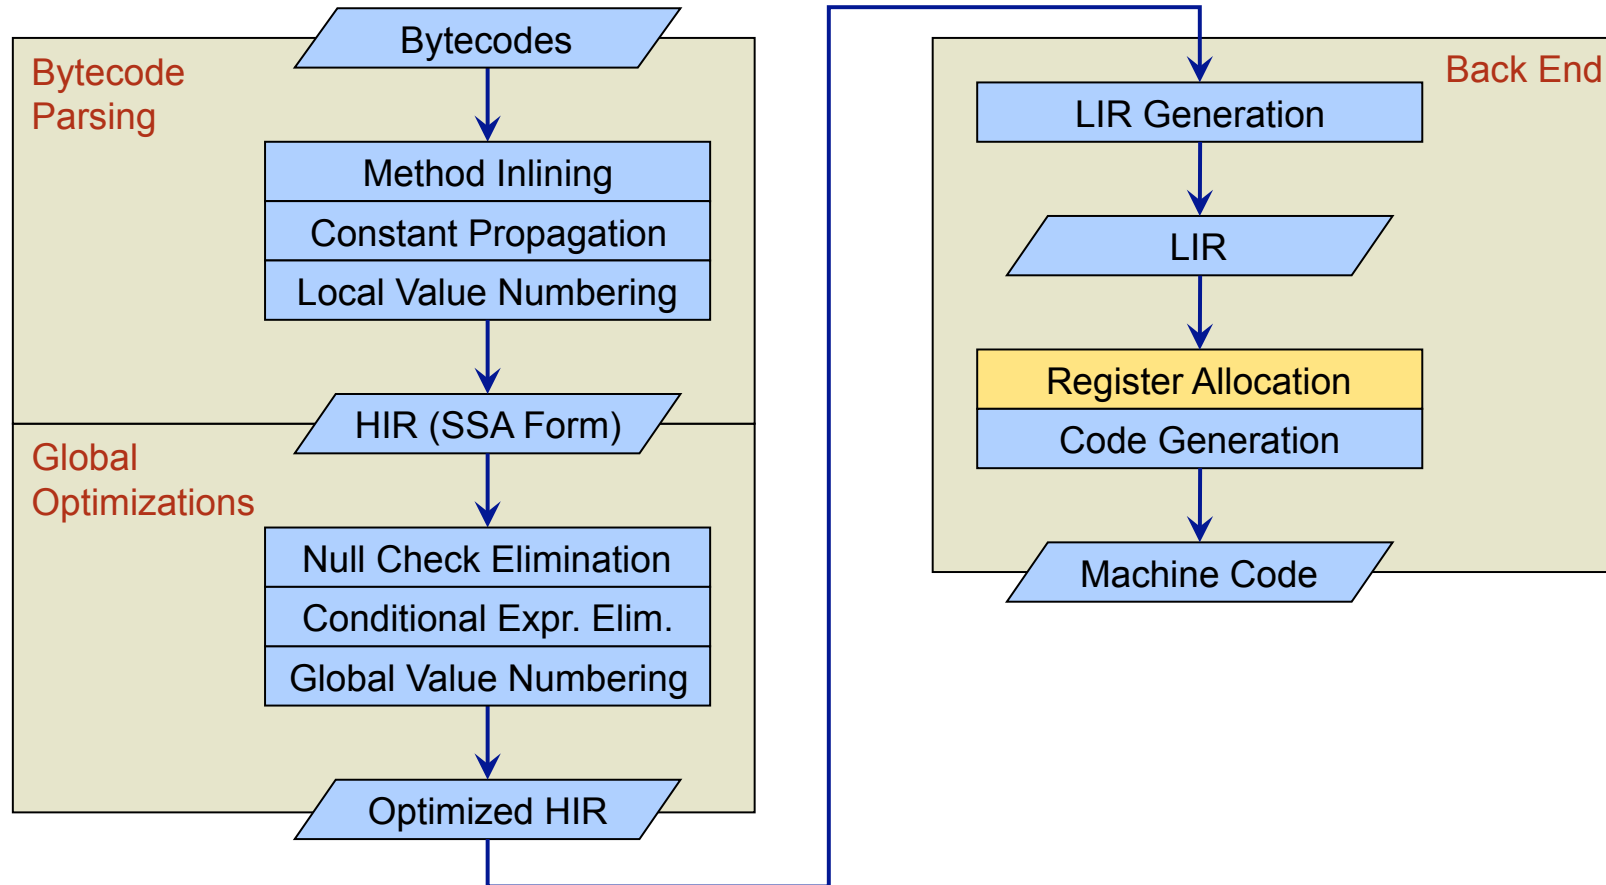 Bytecodes
Bytecode
Parsing
Method Inlining
Constant Propagation
Local Value Numbering
HIR (SSA Form)
Global
Optimizations
Null Check Elimination
Conditional Expr. Elim.
Global Value Numbering
Optimized HIR
Back End
LIR Generation
LIR
Register Allocation
Code Generation
Machine Code